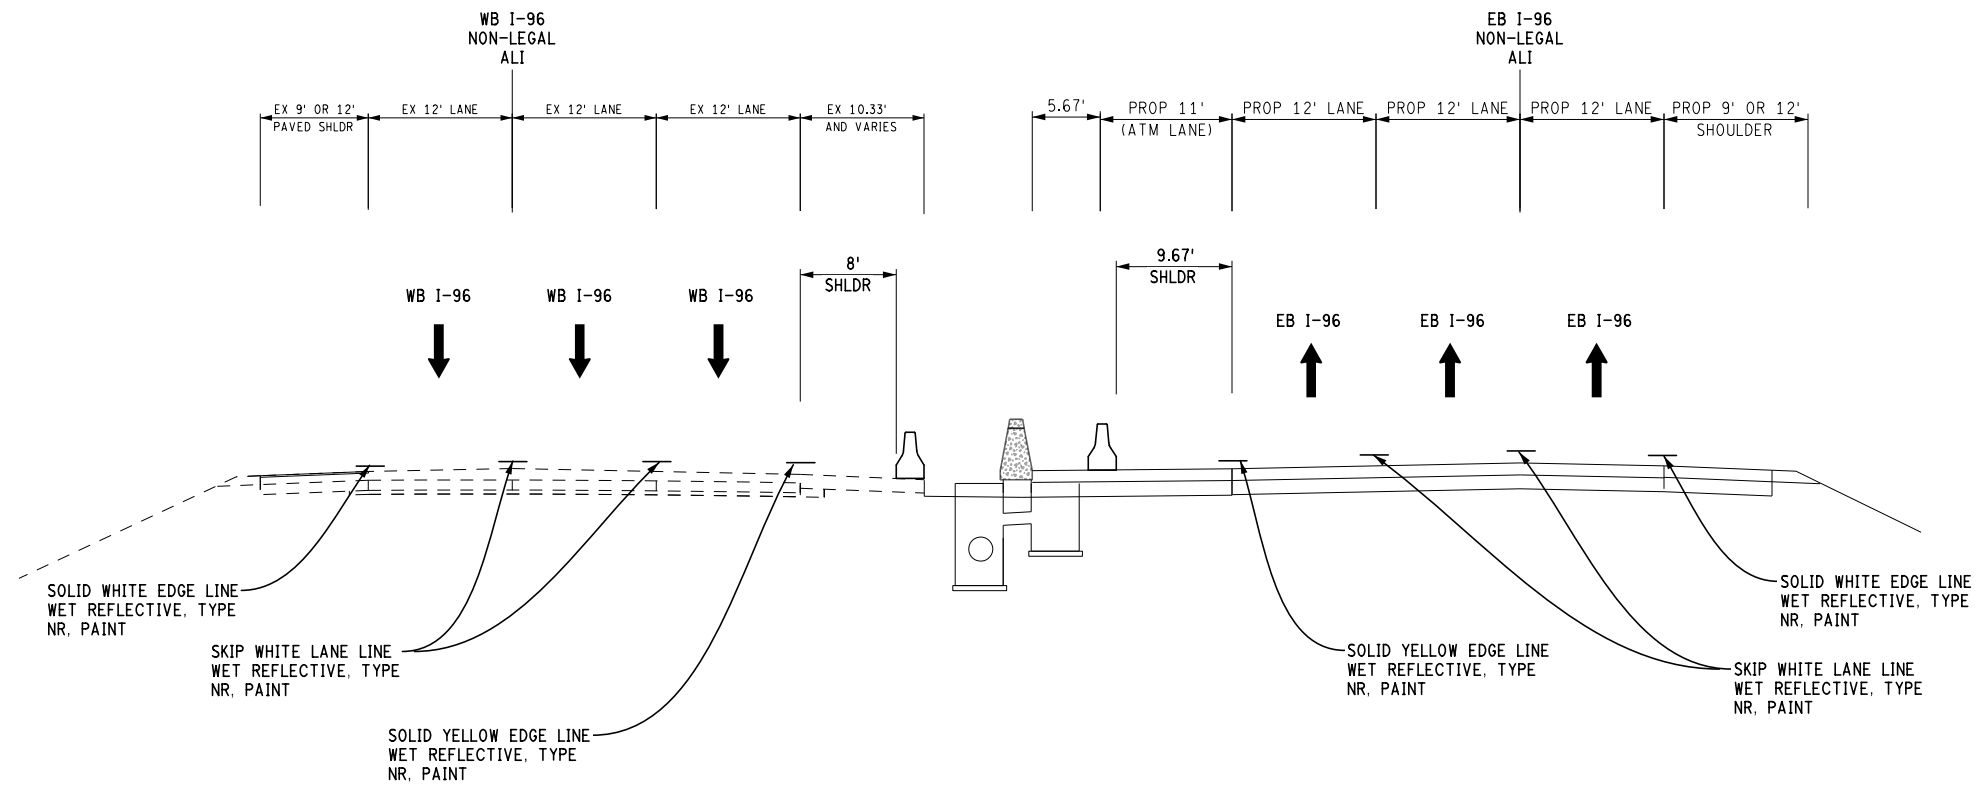 WB I-96
NON-LEGAL
ALI
EB I-96
NON-LEGAL
ALI
EX 9' OR 12'
PAVED SHLDR
EX 12' LANE
EX 12' LANE
EX 12' LANE
EX 10.33'
AND VARIES
5.67'
PROP 11'
(ATM LANE)
PROP 12' LANE
PROP 12' LANE
PROP 12' LANE
PROP 9' OR 12'
SHOULDER
8'
SHLDR
9.67'
SHLDR
WB I-96
WB I-96
WB I-96
EB I-96
EB I-96
EB I-96
SOLID WHITE EDGE LINE
WET REFLECTIVE, TYPE
NR, PAINT
SKIP WHITE LANE LINE
WET REFLECTIVE, TYPE
NR, PAINT
SOLID YELLOW EDGE LINE
WET REFLECTIVE, TYPE
NR, PAINT
SOLID YELLOW EDGE LINE
WET REFLECTIVE, TYPE
NR, PAINT
SOLID WHITE EDGE LINE
WET REFLECTIVE, TYPE
NR, PAINT
SKIP WHITE LANE LINE
WET REFLECTIVE, TYPE
NR, PAINT